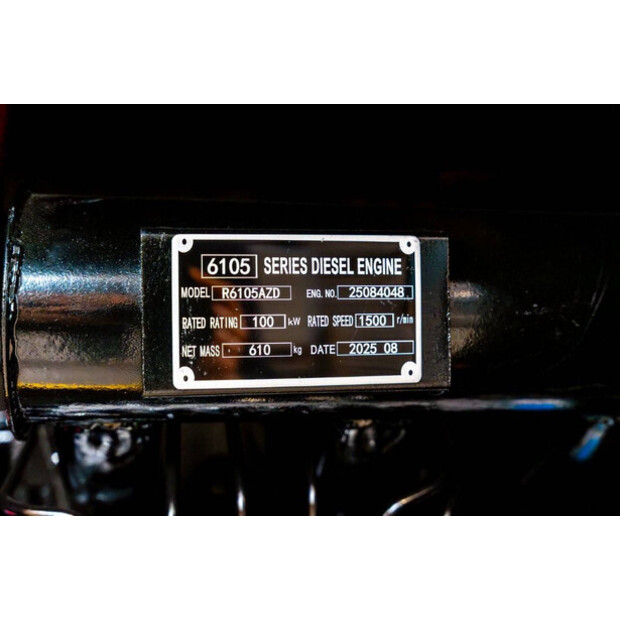 6105 SERIES DIESEL ENGINE
MODEL R6105AZD ENG. NO. 25084048
RATED RATING 100 kW RATED SPEED 1500 r/min
NET MASS 610 kg DATE 2025 08